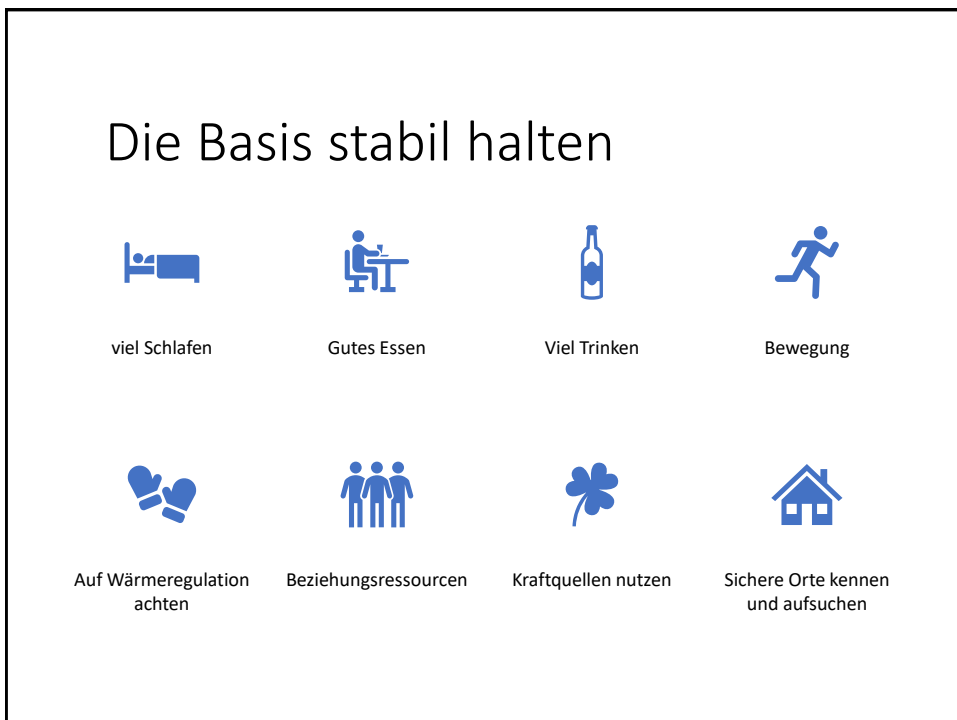 Die Basis stabil halten
viel Schlafen
Gutes Essen
Viel Trinken
Bewegung
Auf Wärmeregulation
achten
Beziehungsressourcen
Kraftquellen nutzen
Sichere Orte kennen
und aufsuchen